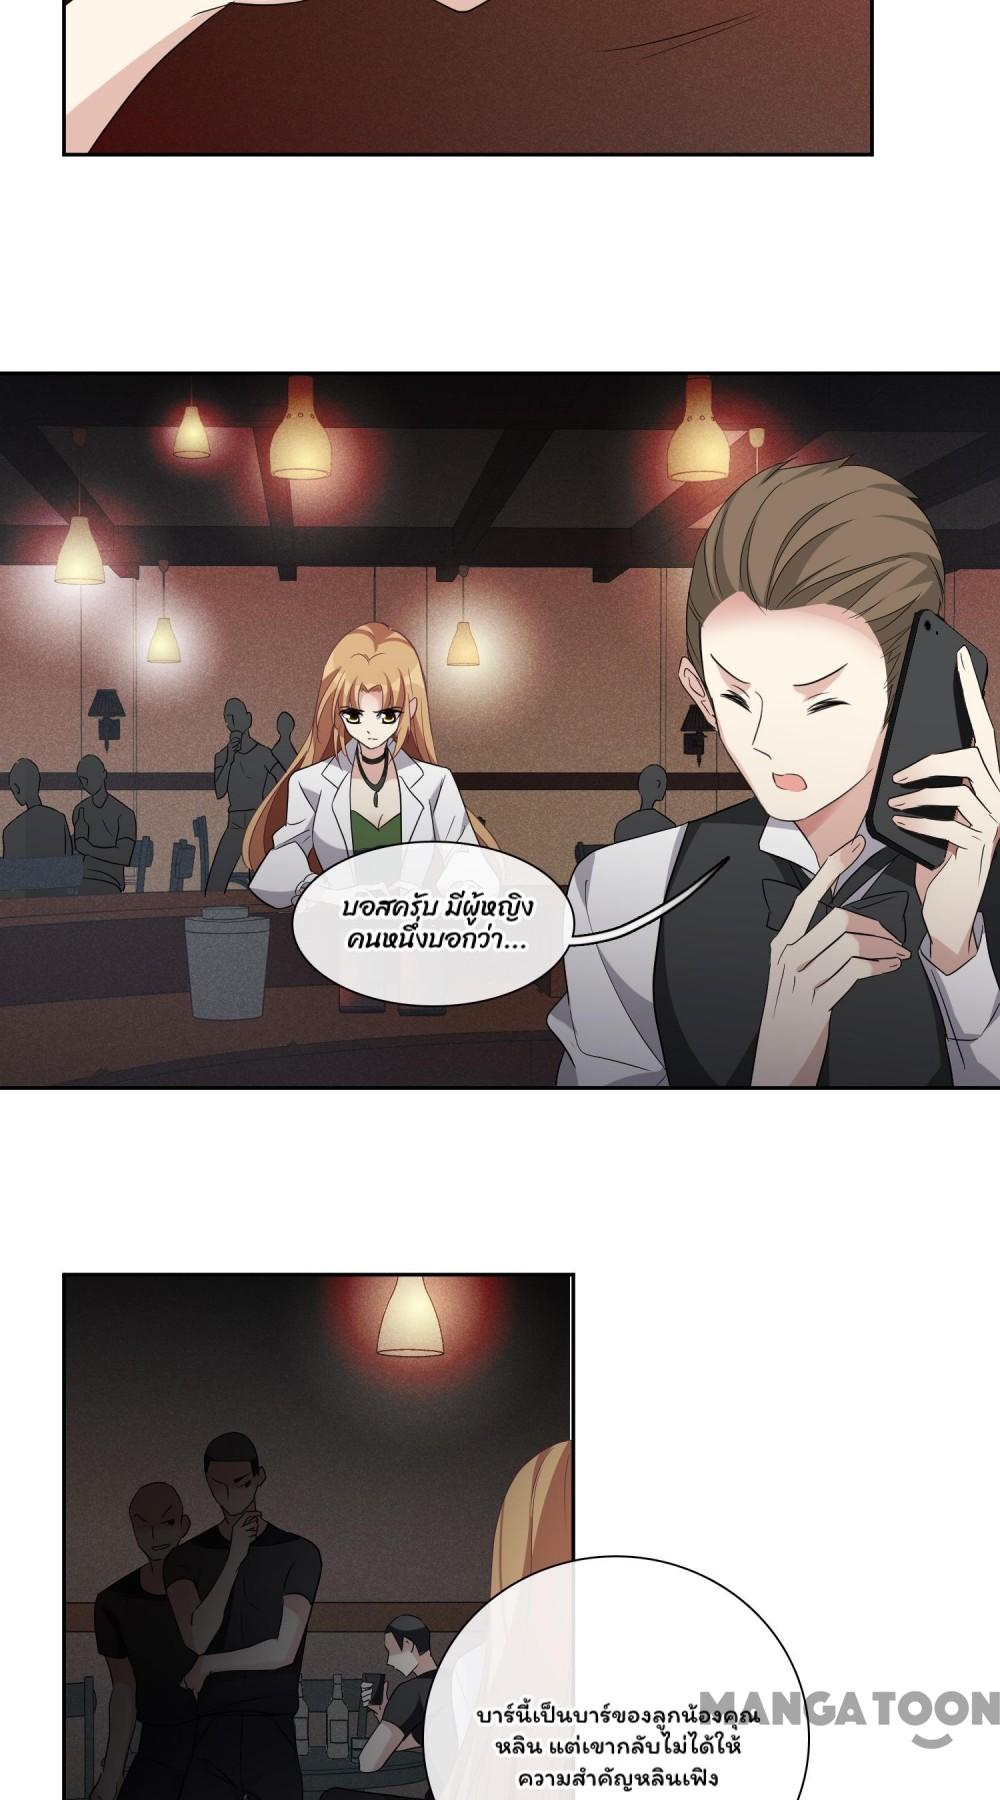 บอสครับ มีผู้หญิง
คนหนึ่งบอกว่า...
บาร์นี้เป็นบาร์ของลูกน้องคุณ
หลิน แต่เขากลับไม่ได้ให้
ความสำคัญหลินเฟิง
MANGATOON